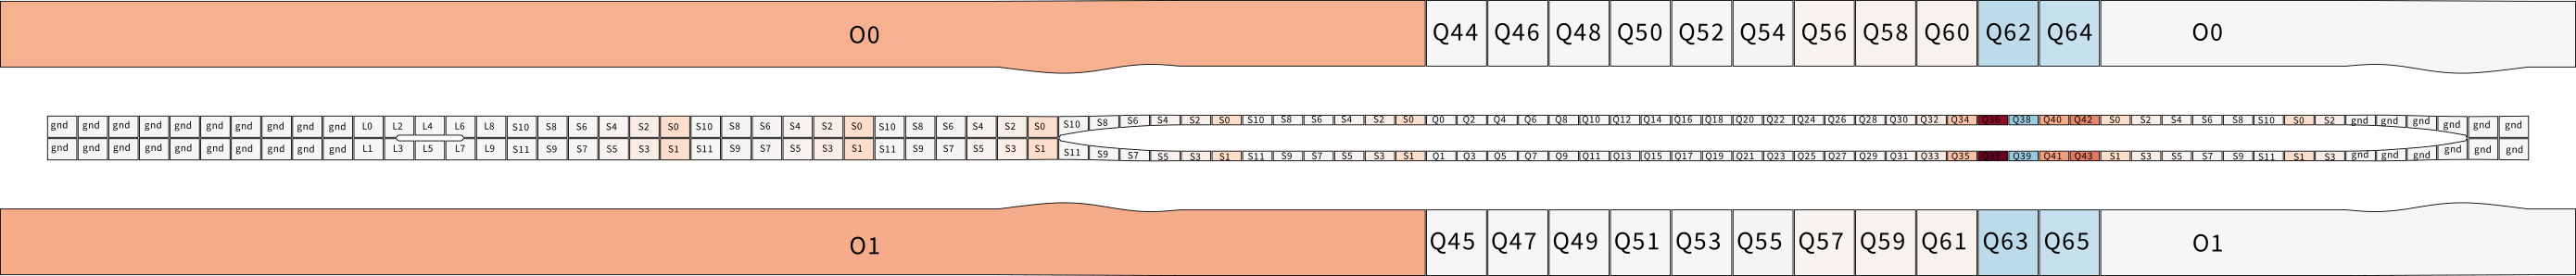 O0 Q44 Q46 Q48 Q50 Q52 Q54 Q56 Q58 Q60 Q62 Q64 O0
gnd gnd gnd gnd gnd gnd gnd gnd gnd gnd L0 L2 L4 L6 L8 S10 S8 S6 S4 S2 S0 S10 S8 S6 S4 S2 S0 S10 S8 S6 S4 S2 S0 S10 S8 S6 S4 S2 S0 S10 S8 S6 S4 S2 S0 Q0 Q2 Q4 Q6 Q8 Q10 Q12 Q14 Q16 Q18 Q20 Q22 Q24 Q26 Q28 Q30 Q32 Q34 Q36 Q38 Q40 Q42 S0 S2 S4 S6 S8 S10 S0 S2 gnd gnd gnd gnd gnd gnd
gnd gnd gnd gnd gnd gnd gnd gnd gnd gnd L1 L3 L5 L7 L9 S11 S9 S7 S5 S3 S1 S11 S9 S7 S5 S3 S1 S11 S9 S7 S5 S3 S1 S11 S9 S7 S5 S3 S1 S11 S9 S7 S5 S3 S1 Q1 Q3 Q5 Q7 Q9 Q11 Q13 Q15 Q17 Q19 Q21 Q23 Q25 Q27 Q29 Q31 Q33 Q35 Q37 Q39 Q41 Q43 S1 S3 S5 S7 S9 S11 S1 S3 gnd gnd gnd gnd gnd gnd
O1 Q45 Q47 Q49 Q51 Q53 Q55 Q57 Q59 Q61 Q63 Q65 O1